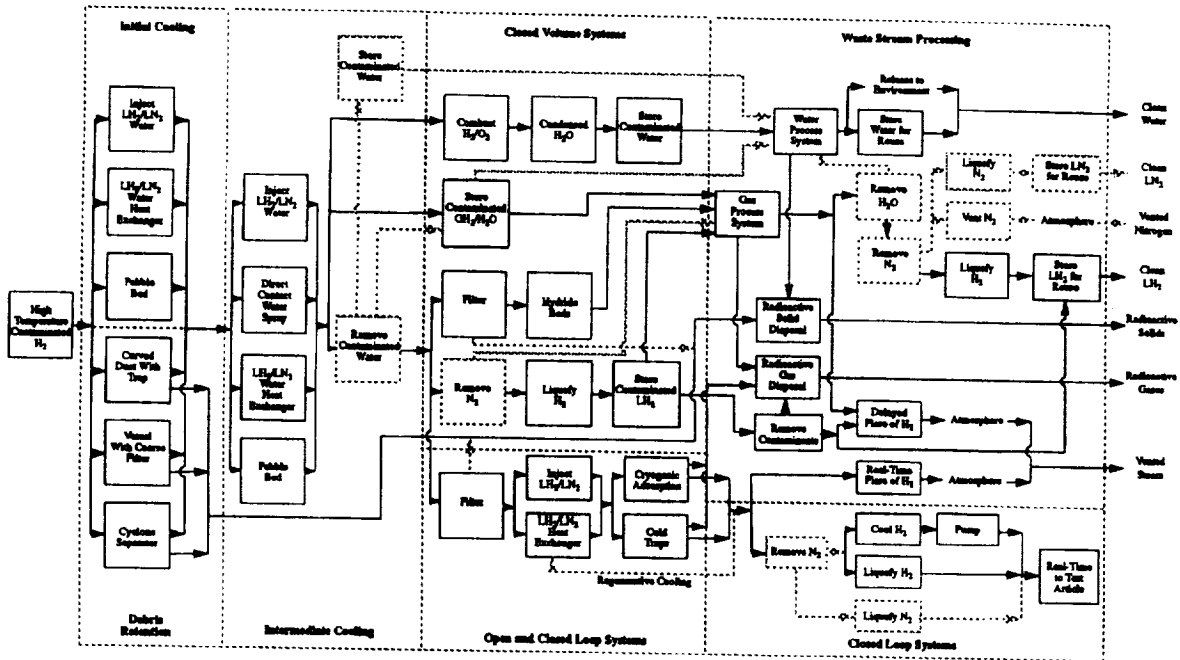 Initial Cooling
Closed Volume Systems
Waste Stream Processing
Store
Contaminated
Water
Inject
LH₂/LN₂
Water
Combust
H₂/O₂
Condensed
H₂O
Store
Contaminated
Water
Water
Process
System
Release to
Environment
Store
Water for
Reuse
Clean
Water
LH₂/LN₂
Water
Heat
Exchanger
Inject
LH₂/LN₂
Water
Store
Contaminated
GH₂/H₂O
Gas
Process
System
Remove
H₂O
Liquefy
N₂
Store LN₂
for Reuse
Clean
LN₂
Vent N₂
Atmosphere
Vented
Nitrogen
Remove
N₂
Liquefy
H₂
Store
LH₂ for
Reuse
Clean
LH₂
Pebble
Bed
Direct
Contact
Water
Spray
Filter
Hydride
Beds
High
Temperature
Contaminated
H₂
Remove
Contaminated
Water
Radioactive
Solid
Disposal
Radioactive
Solids
Curved
Duct With
Trap
LH₂/LN₂
Water
Heat
Exchanger
Remove
N₂
Liquefy
H₂
Store
Contaminated
LH₂
Radioactive
Gas
Disposal
Radioactive
Gases
Vessel
With Coarse
Filter
Remove
Contaminants
Delayed
Flare of H₂
Atmosphere
Pebble
Bed
Filter
Inject
LH₂/LN₂
Cryogenic
Adsorption
Real-Time
Flare of H₂
Atmosphere
Vented
Steam
Cyclone
Separator
LH₂/LN₂
Heat
Exchanger
Cold
Traps
Remove N₂
Cool H₂
Pump
Liquefy H₂
Real-Time
to Test
Article
Regenerative Cooling
Liquefy N₂
Debris
Retention
Intermediate Cooling
Open and Closed Loop Systems
Closed Loop Systems